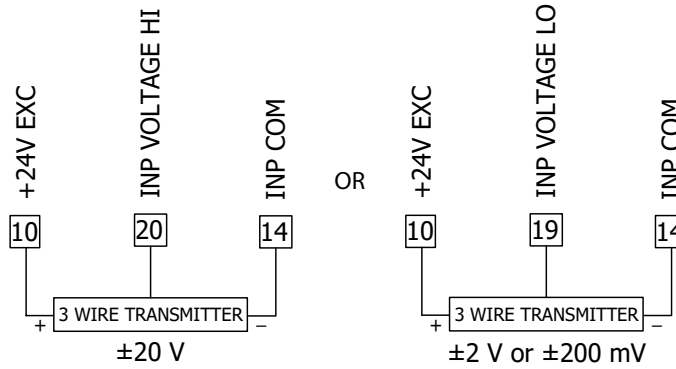 +24V EXC
INP VOLTAGE HI
INP COM
10
20
14
+
3 WIRE TRANSMITTER
−
±20 V
OR
+24V EXC
INP VOLTAGE LO
INP COM
10
19
14
+
3 WIRE TRANSMITTER
−
±2 V or ±200 mV